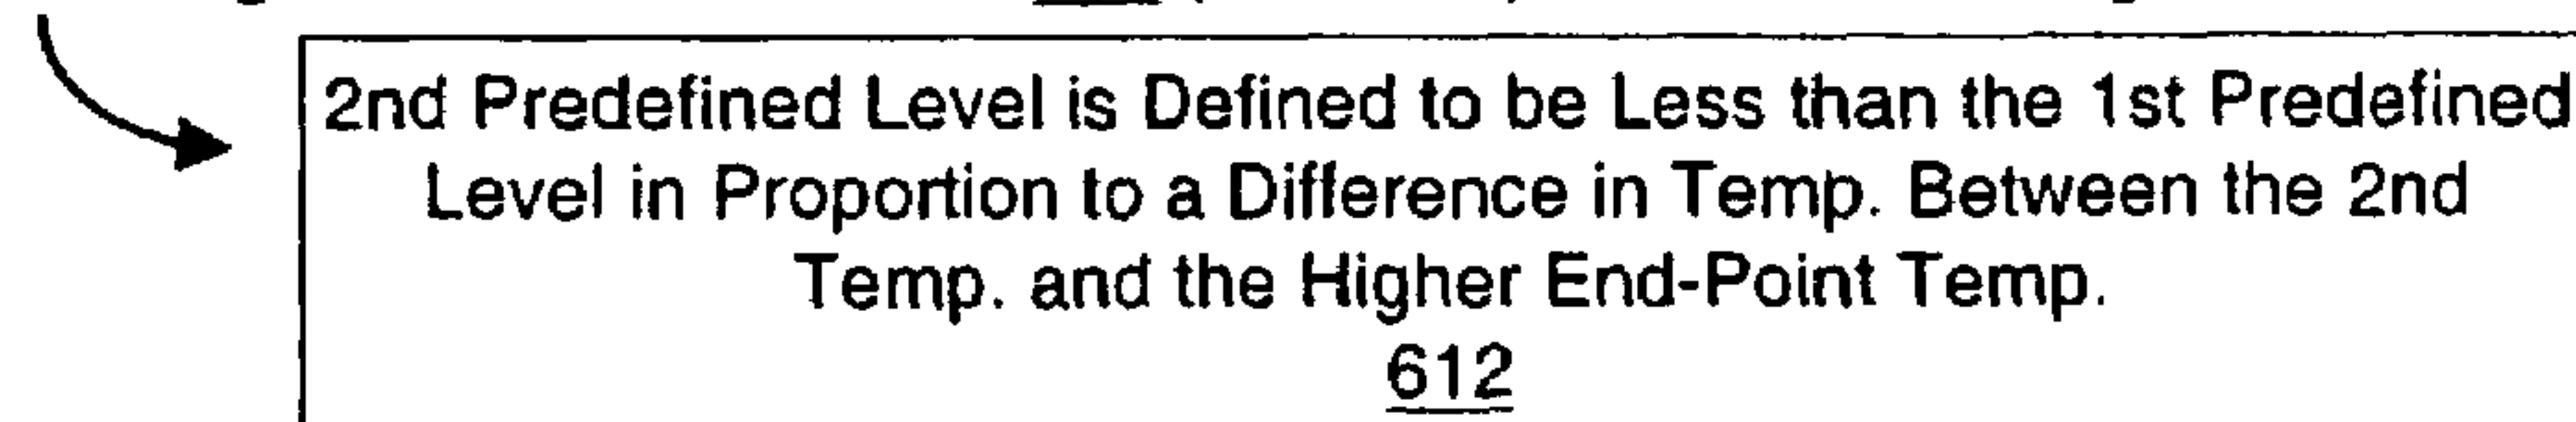 2nd Predefined Level is Defined to be Less than the 1st Predefined
Level in Proportion to a Difference in Temp. Between the 2nd
Temp. and the Higher End-Point Temp.
612